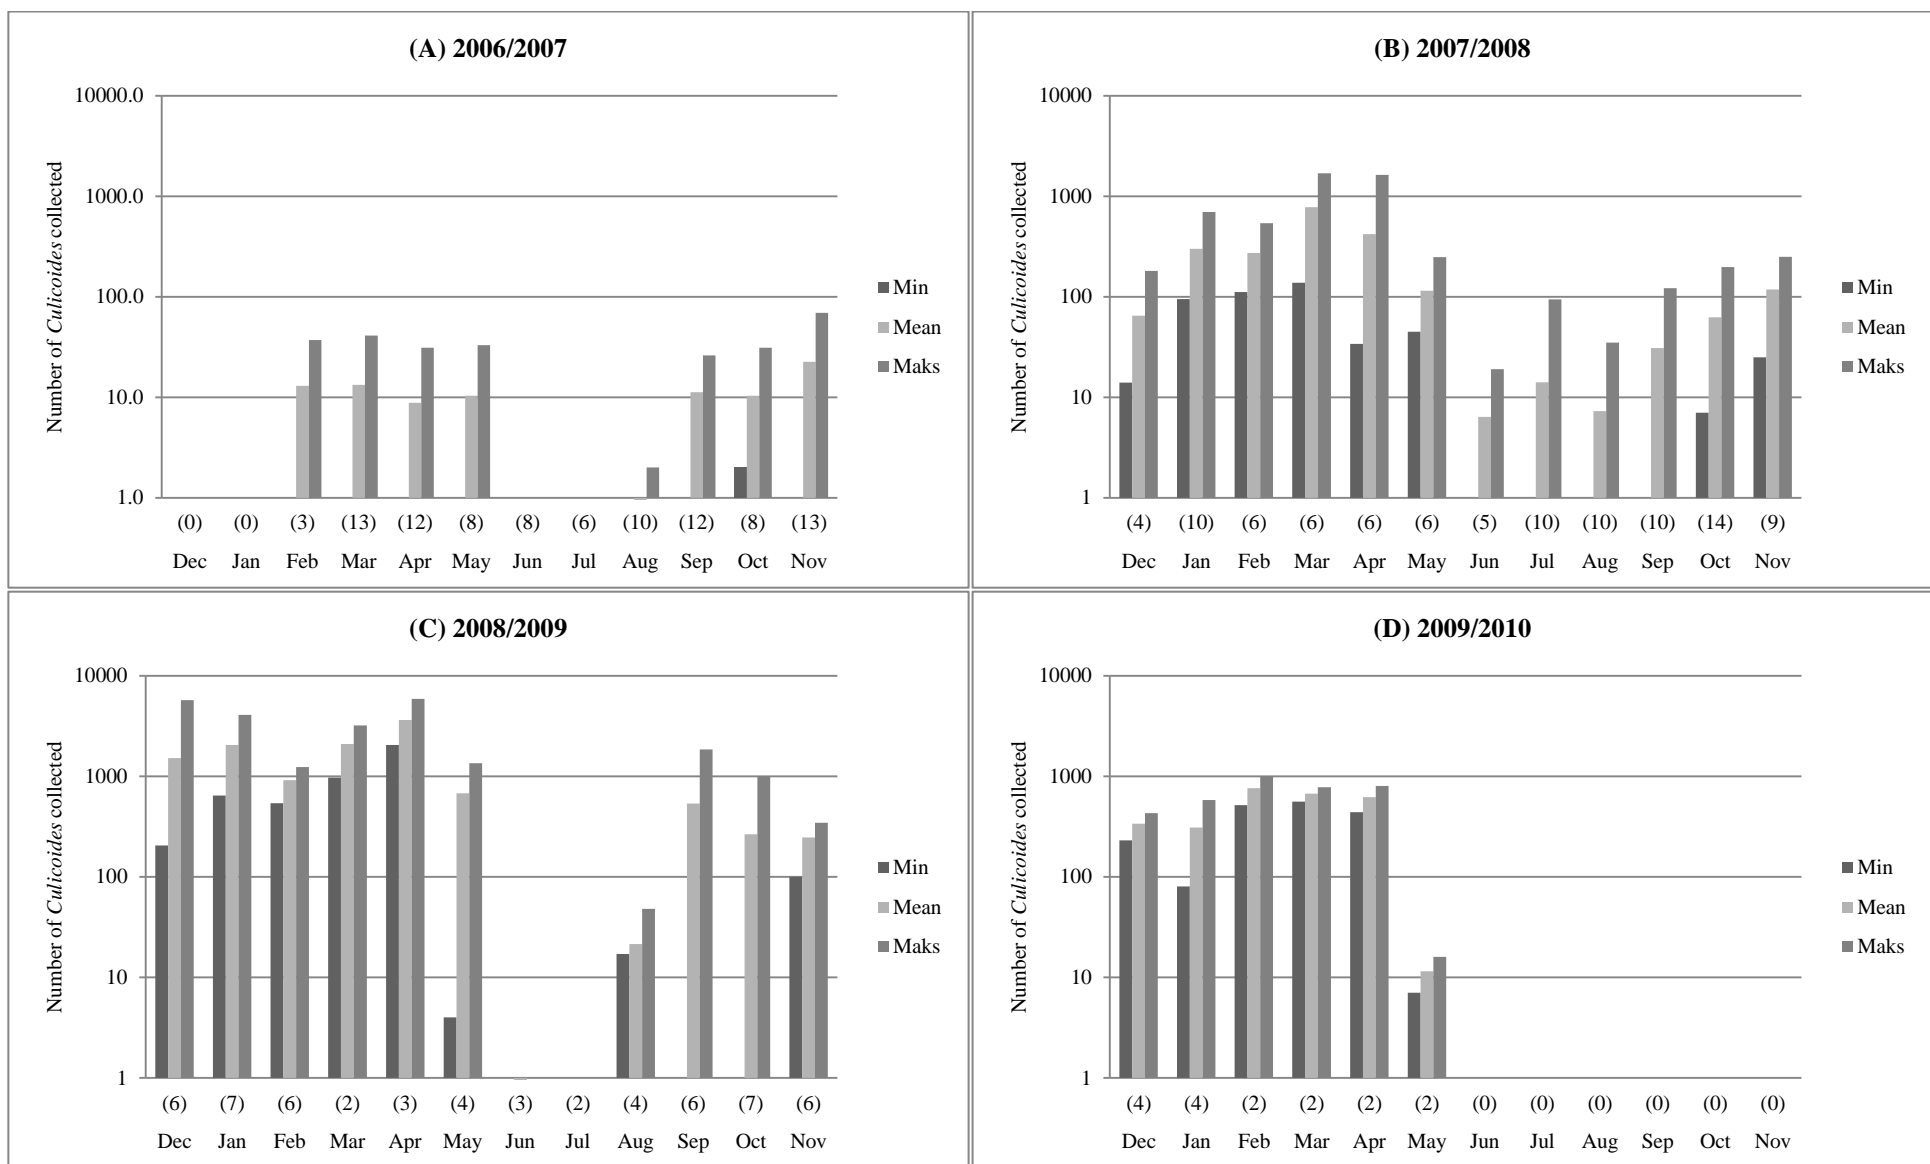 (A) 2006/2007
Number of Culicoides collected
10000.0
1000.0
100.0
10.0
1.0
(0) (0) (3) (13) (12) (8) (8) (6) (10) (12) (8) (13)
Dec Jan Feb Mar Apr May Jun Jul Aug Sep Oct Nov
Min
Mean
Maks
(B) 2007/2008
Number of Culicoides collected
10000
1000
100
10
1
(4) (10) (6) (6) (6) (6) (5) (10) (10) (10) (14) (9)
Dec Jan Feb Mar Apr May Jun Jul Aug Sep Oct Nov
Min
Mean
Maks
(C) 2008/2009
Number of Culicoides collected
10000
1000
100
10
1
(6) (7) (6) (2) (3) (4) (3) (2) (4) (6) (7) (6)
Dec Jan Feb Mar Apr May Jun Jul Aug Sep Oct Nov
Min
Mean
Maks
(D) 2009/2010
Number of Culicoides collected
10000
1000
100
10
1
(4) (4) (2) (2) (2) (2) (0) (0) (0) (0) (0) (0)
Dec Jan Feb Mar Apr May Jun Jul Aug Sep Oct Nov
Min
Mean
Maks